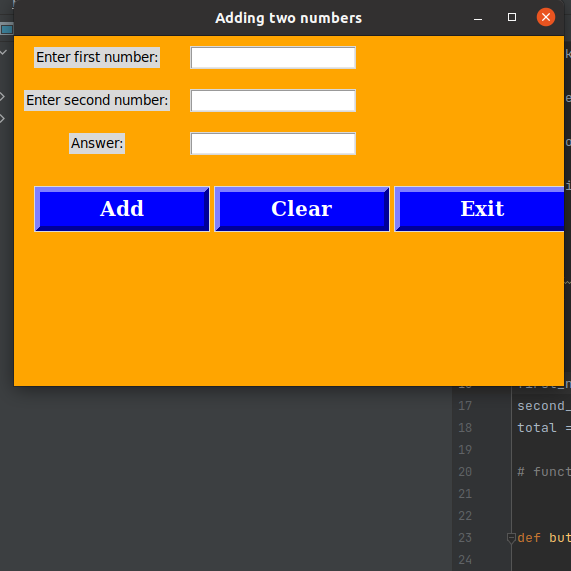 Adding two numbers
Enter first number:
Enter second number:
Answer:
Add Clear Exit
17 second_
18 total =
19
20 # funct
21
22
23 def but
24